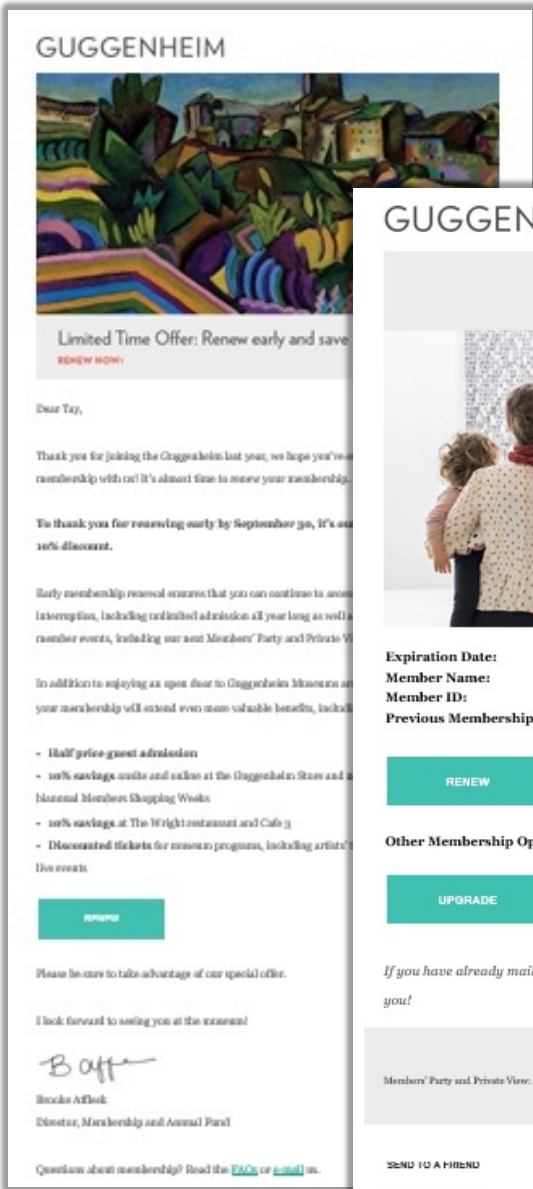 GUGGENHEIM
Limited Time Offer: Renew early and save
RENEW NOW›
Dear Tay,
Thank you for joining the Guggenheim last year, we hope you've
membership with us! It's almost time to renew your membership.
To thank you for renewing early by September 30, it's
10% discount.
Early membership renewal ensures that you can continue to
interruption, including unlimited admission all year long as well
member events, including our next Members' Party and Private
In addition to enjoying an open door to Guggenheim Museums
your membership will extend even more valuable benefits,
- Half price guest admission
- 10% savings onsite and online at the Guggenheim Store and
biannual Members Shopping Weeks
- 10% savings at The Wright restaurant and Cafe 3
- Discounted tickets for museum programs, including artists'
live events.
RENEW
Please be sure to take advantage of our special offer.
I look forward to seeing you at the museum!
Brooke Affleck
Director, Membership and Annual Fund
Questions about membership? Read the FAQs or e-mail us.
GUGGEN
Expiration Date:
Member Name:
Member ID:
Previous Membership
RENEW
Other Membership Op
UPGRADE
If you have already mail
you!
Members' Party and Private View:
SEND TO A FRIEND